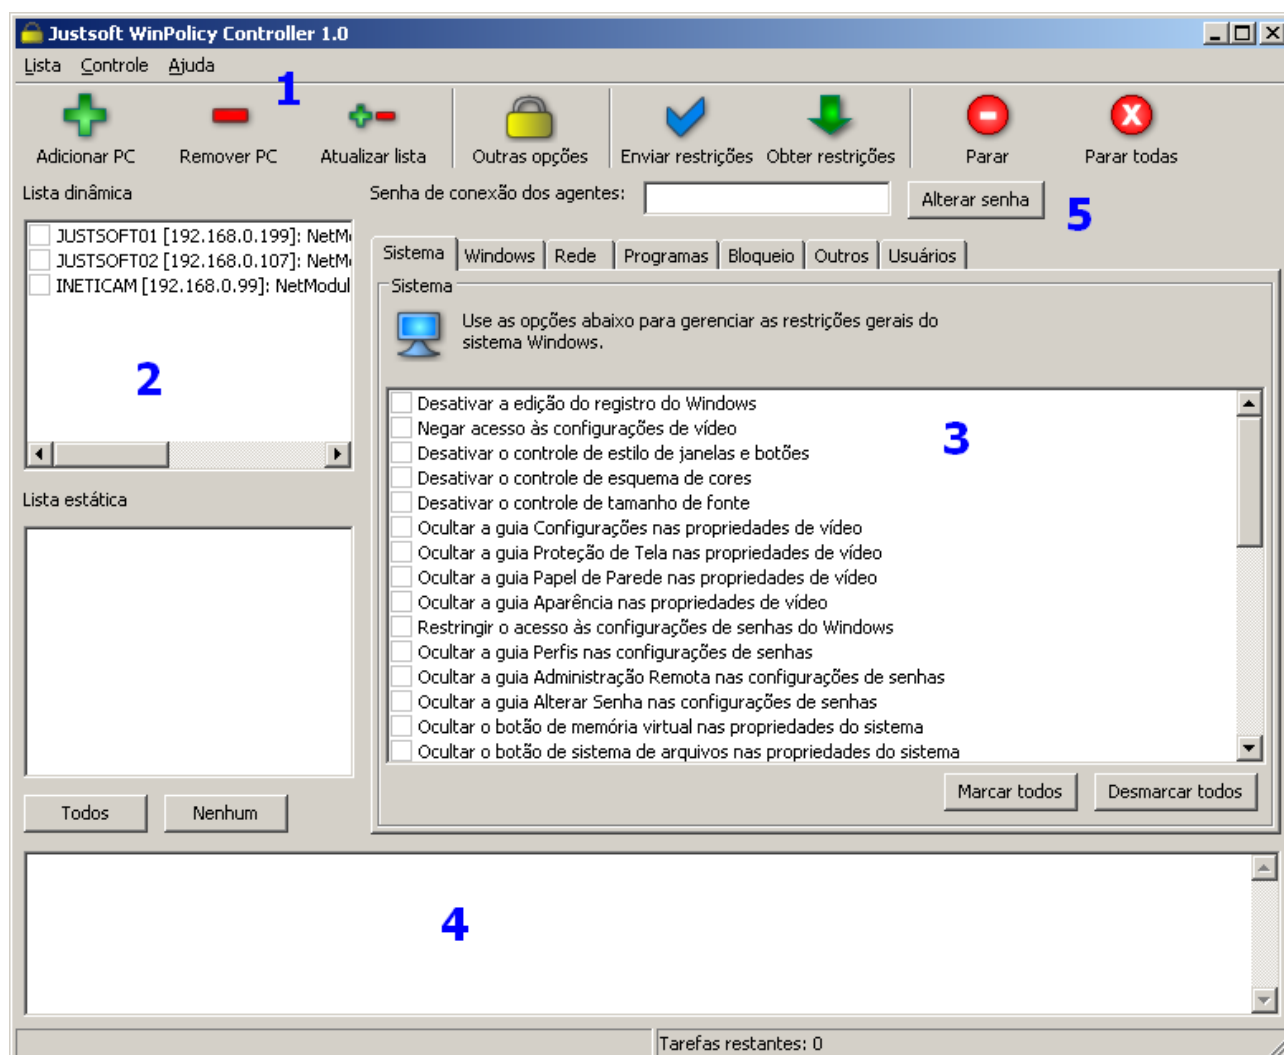 Justsoft WinPolicy Controller 1.0
Lista Controle Ajuda
1
Adicionar PC Remover PC Atualizar lista Outras opções Enviar restrições Obter restrições Parar Parar todas
Lista dinâmica
Senha de conexão dos agentes: Alterar senha
5
JUSTSOFT01 [192.168.0.199]: NetM
JUSTSOFT02 [192.168.0.107]: NetM
INETICAM [192.168.0.99]: NetModul
2
Lista estática
Todos Nenhum
Sistema Windows Rede Programas Bloqueio Outros Usuários
Sistema
Use as opções abaixo para gerenciar as restrições gerais do
sistema Windows.
3
Desativar a edição do registro do Windows
Negar acesso às configurações de vídeo
Desativar o controle de estilo de janelas e botões
Desativar o controle de esquema de cores
Desativar o controle de tamanho de fonte
Ocultar a guia Configurações nas propriedades de vídeo
Ocultar a guia Proteção de Tela nas propriedades de vídeo
Ocultar a guia Papel de Parede nas propriedades de vídeo
Ocultar a guia Aparência nas propriedades de vídeo
Restringir o acesso às configurações de senhas do Windows
Ocultar a guia Perfis nas configurações de senhas
Ocultar a guia Administração Remota nas configurações de senhas
Ocultar a guia Alterar Senha nas configurações de senhas
Ocultar o botão de memória virtual nas propriedades do sistema
Ocultar o botão de sistema de arquivos nas propriedades do sistema
Marcar todos Desmarcar todos
4
Tarefas restantes: 0